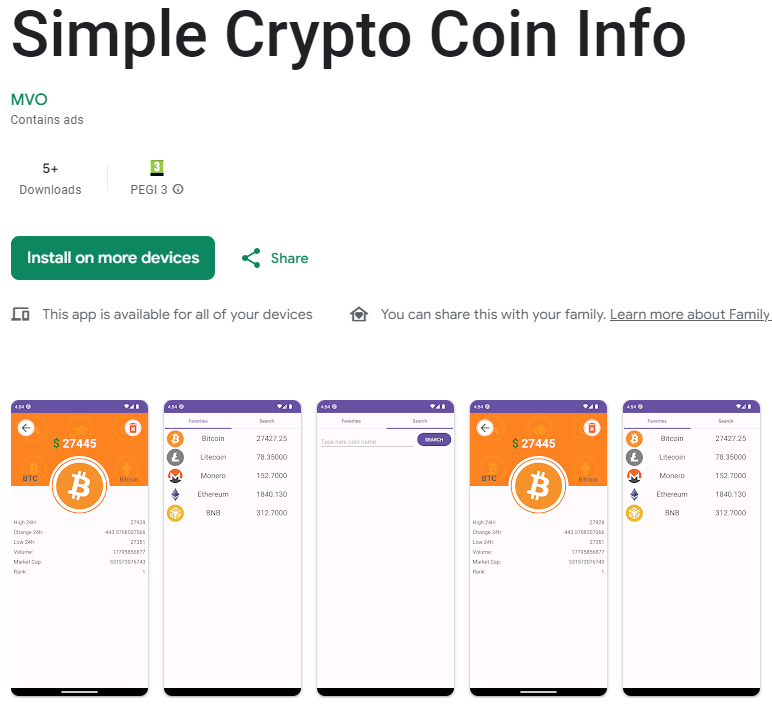 Simple Crypto Coin Info
MVO
Contains ads
5+
Downloads
3
PEGI 3
Install on more devices
Share
This app is available for all of your devices
You can share this with your family. Learn more about Family
4:54
$ 27445
BTC
Bitcoin
High 24H: 27928
Change 24h: -443.5708507066
Low 24h: 27351
Volume: 17795856877
Market Cap: 531573076743
Rank: 1
4:54
Favorites Search
Bitcoin 27427.25
Litecoin 78.35000
Monero 152.7000
Ethereum 1840.130
BNB 312.7000
4:54
Favorites Search
Type here coin name SEARCH
4:54
$ 27445
BTC
Bitcoin
High 24H: 27928
Change 24h: -443.5708507066
Low 24h: 27351
Volume: 17795856877
Market Cap: 531573076743
Rank: 1
4:54
Favorites Search
Bitcoin 27427.25
Litecoin 78.35000
Monero 152.7000
Ethereum 1840.130
BNB 312.7000